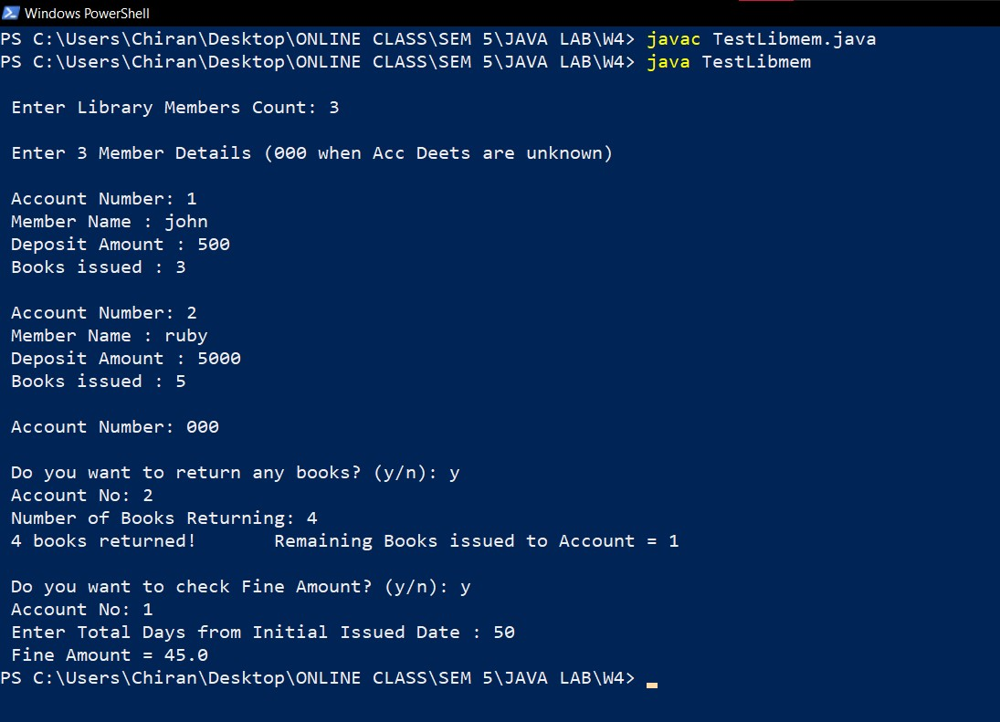 Windows PowerShell
PS C:\Users\Chiran\Desktop\ONLINE CLASS\SEM 5\JAVA LAB\W4> javac TestLibmem.java
PS C:\Users\Chiran\Desktop\ONLINE CLASS\SEM 5\JAVA LAB\W4> java TestLibmem
Enter Library Members Count: 3
Enter 3 Member Details (000 when Acc Deets are unknown)
Account Number: 1
Member Name : john
Deposit Amount : 500
Books issued : 3
Account Number: 2
Member Name : ruby
Deposit Amount : 5000
Books issued : 5
Account Number: 000
Do you want to return any books? (y/n): y
Account No: 2
Number of Books Returning: 4
4 books returned!       Remaining Books issued to Account = 1
Do you want to check Fine Amount? (y/n): y
Account No: 1
Enter Total Days from Initial Issued Date : 50
Fine Amount = 45.0
PS C:\Users\Chiran\Desktop\ONLINE CLASS\SEM 5\JAVA LAB\W4>